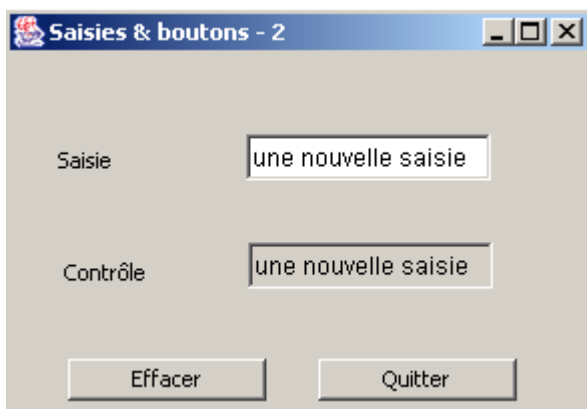 Saisies & boutons - 2
Saisie une nouvelle saisie
Contrôle une nouvelle saisie
Effacer Quitter